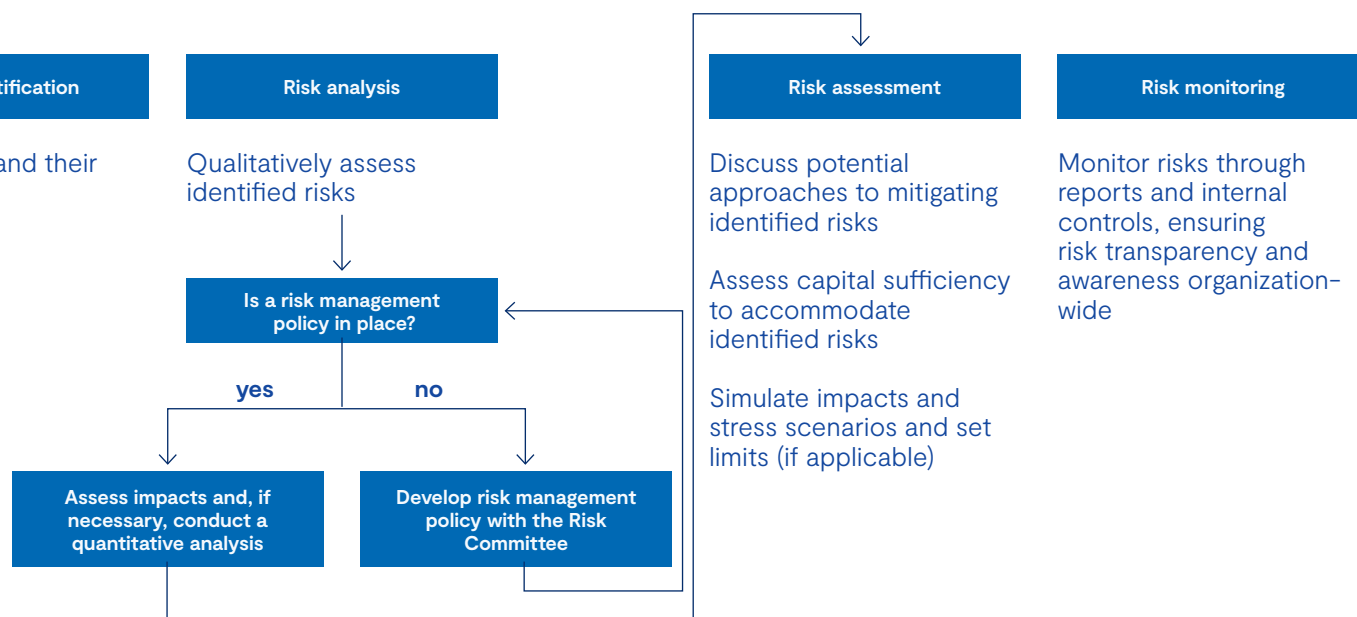 tification
and their
Risk analysis
Qualitatively assess
identified risks
Is a risk management
policy in place?
yes
no
Assess impacts and, if
necessary, conduct a
quantitative analysis
Develop risk management
policy with the Risk
Committee
Risk assessment
Discuss potential
approaches to mitigating
identified risks
Assess capital sufficiency
to accommodate
identified risks
Simulate impacts and
stress scenarios and set
limits (if applicable)
Risk monitoring
Monitor risks through
reports and internal
controls, ensuring
risk transparency and
awareness organization-
wide